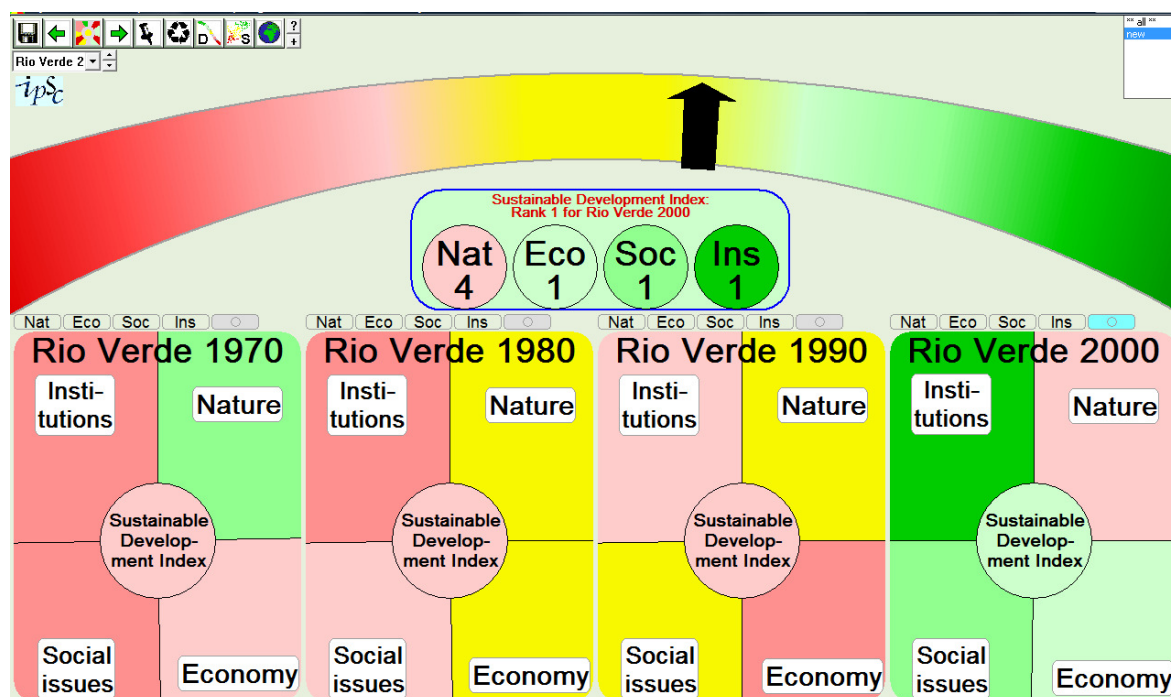 ** all **
new
D
S
?
+
Rio Verde 2
ipsc
Sustainable Development Index:
Rank 1 for Rio Verde 2000
Nat Eco Soc Ins
4 1 1 1
Nat Eco Soc Ins
Nat Eco Soc Ins
Nat Eco Soc Ins
Nat Eco Soc Ins
Rio Verde 1970
Insti-
tutions
Nature
Sustainable
Develop-
ment Index
Social
issues
Economy
Rio Verde 1980
Insti-
tutions
Nature
Sustainable
Develop-
ment Index
Social
issues
Economy
Rio Verde 1990
Insti-
tutions
Nature
Sustainable
Develop-
ment Index
Social
issues
Economy
Rio Verde 2000
Insti-
tutions
Nature
Sustainable
Develop-
ment Index
Social
issues
Economy